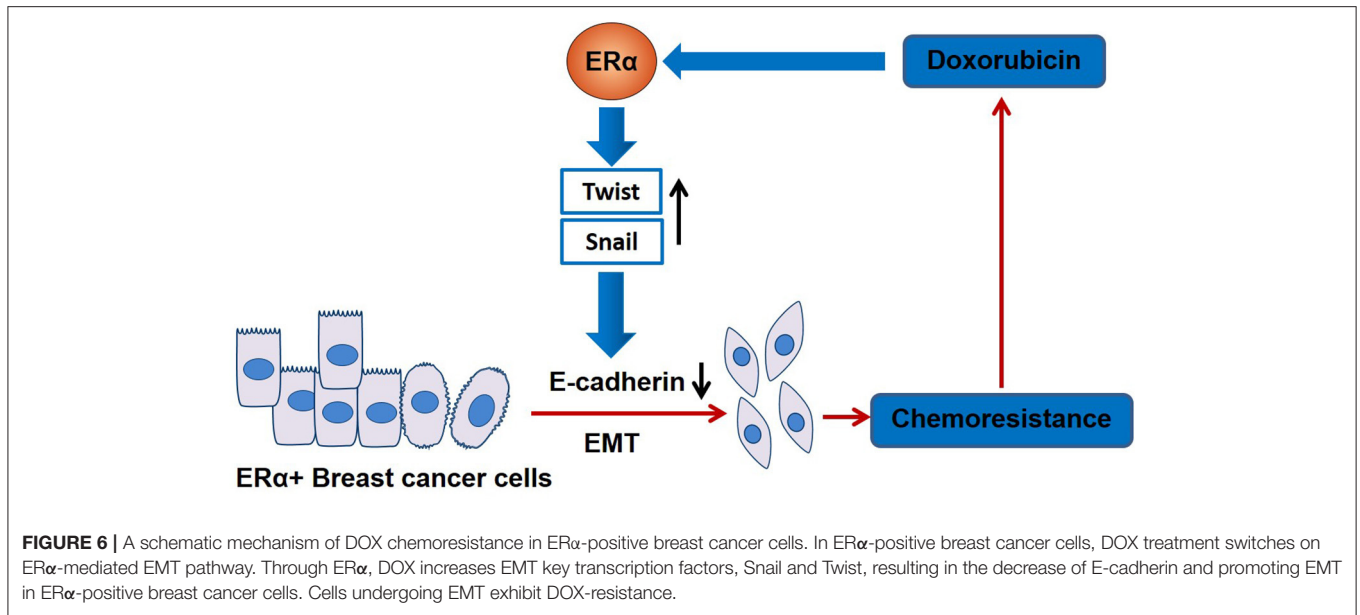 ERα
Doxorubicin
Twist
Snail
E-cadherin
EMT
Chemoresistance
ERα+ Breast cancer cells
FIGURE 6 | A schematic mechanism of DOX chemoresistance in ERα-positive breast cancer cells. In ERα-positive breast cancer cells, DOX treatment switches on
ERα-mediated EMT pathway. Through ERα, DOX increases EMT key transcription factors, Snail and Twist, resulting in the decrease of E-cadherin and promoting EMT
in ERα-positive breast cancer cells. Cells undergoing EMT exhibit DOX-resistance.